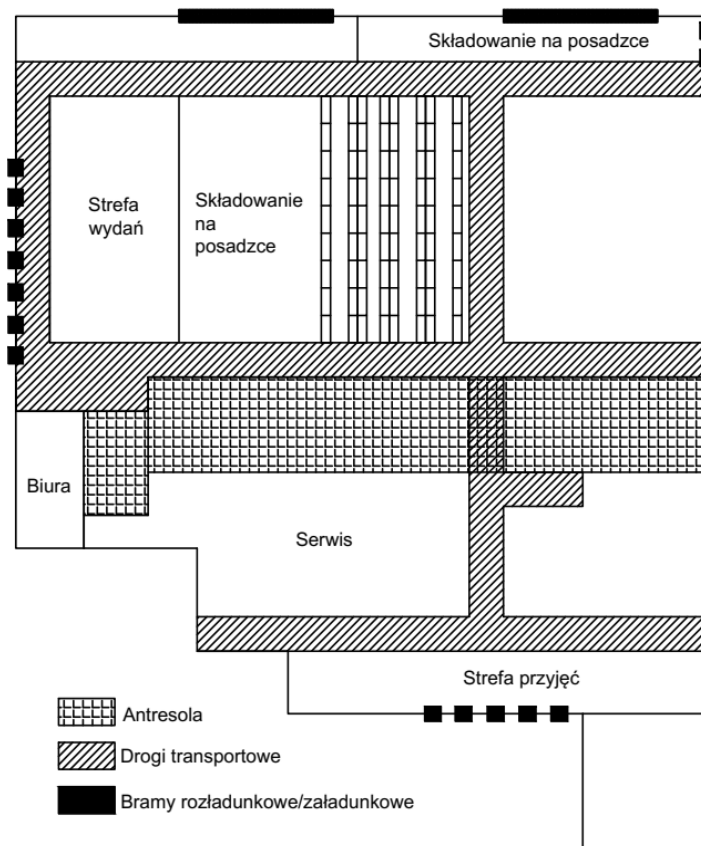 Składowanie na posadzce
Strefa
wydań
Składowanie
na
posadzce
Biura
Serwis
Strefa przyjęć
Antresola
Drogi transportowe
Bramy rozładunkowe/załadunkowe